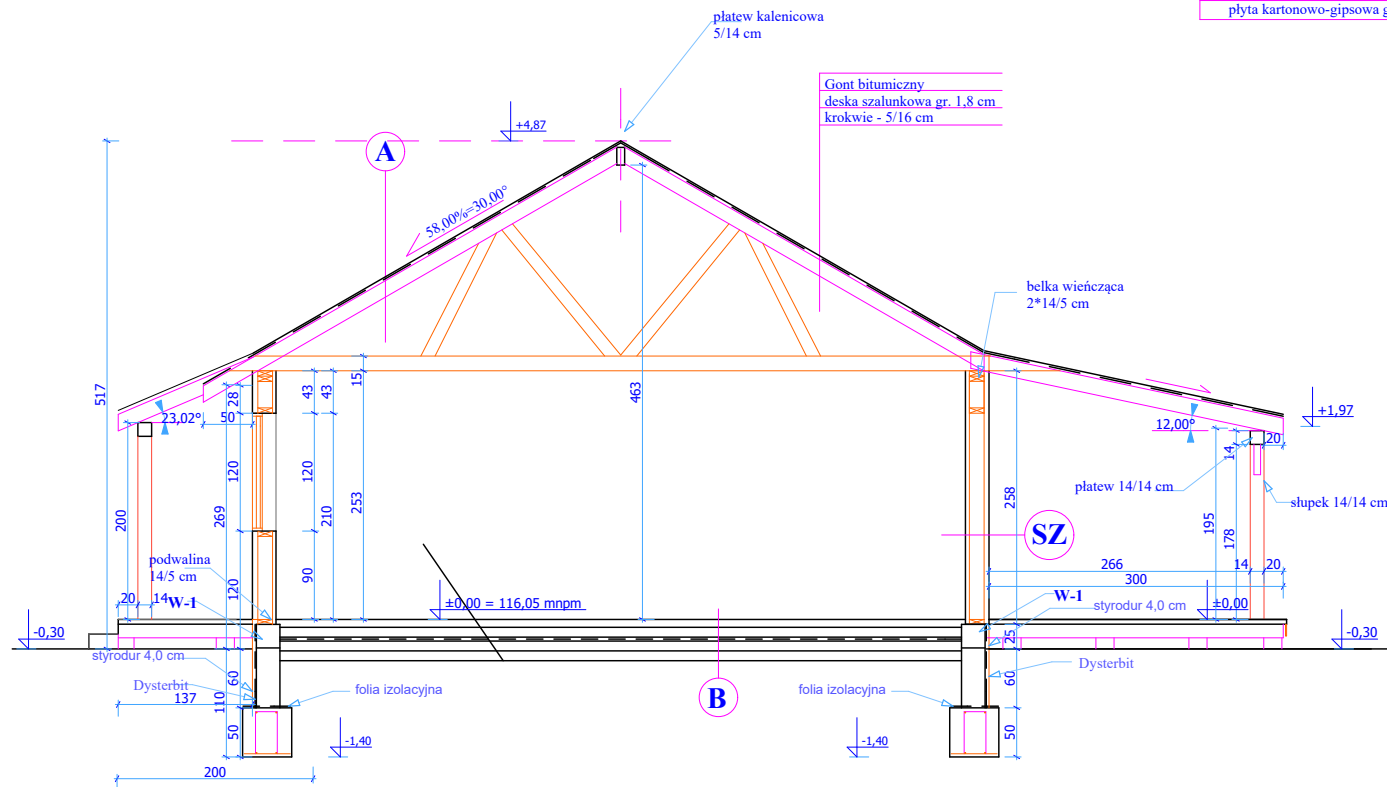 płyta kartonowo-gipsowa g
płatew kalenicowa
5/14 cm
Gont bitumiczny
deska szalunkowa gr. 1,8 cm
krokwie - 5/16 cm
+4,87
A
58,00%=30,00°
belka wieńcząca
2*14/5 cm
517
463
15
43
43
28
23,02°
50
12,00°
+1,97
20
14
płatew 14/14 cm
słupek 14/14 cm
200
120
269
120
120
210
253
90
258
195
178
SZ
podwalina
14/5 cm
W-1
20
14
266
14
20
300
W-1
styrodur 4,0 cm
±0,00 = 116,05 mnpm
±0,00
-0,30
-0,30
25
styrodur 4,0 cm
Dysterbit
folia izolacyjna
folia izolacyjna
Dysterbit
60
110
50
60
50
137
B
-1,40
-1,40
200